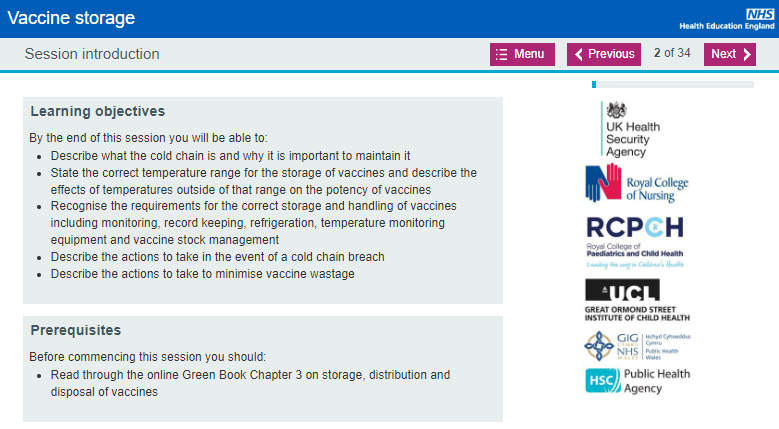 Vaccine storage
NHS
Health Education England
Session introduction
Menu
Previous
2 of 34
Next
Learning objectives
By the end of this session you will be able to:
• Describe what the cold chain is and why it is important to maintain it
• State the correct temperature range for the storage of vaccines and describe the
effects of temperatures outside of that range on the potency of vaccines
• Recognise the requirements for the correct storage and handling of vaccines
including monitoring, record keeping, refrigeration, temperature monitoring
equipment and vaccine stock management
• Describe the actions to take in the event of a cold chain breach
• Describe the actions to take to minimise vaccine wastage
Prerequisites
Before commencing this session you should:
• Read through the online Green Book Chapter 3 on storage, distribution and
disposal of vaccines
UK Health
Security
Agency
Royal College
of Nursing
RCPCH
Royal College of
Paediatrics and Child Health
Leading the way in Children's Health
UCL
GREAT ORMOND STREET
INSTITUTE OF CHILD HEALTH
GIG
CYMRU
NHS
WALES
Iechyd Cyhoeddus
Cymru
Public Health
Wales
HSC
Public Health
Agency